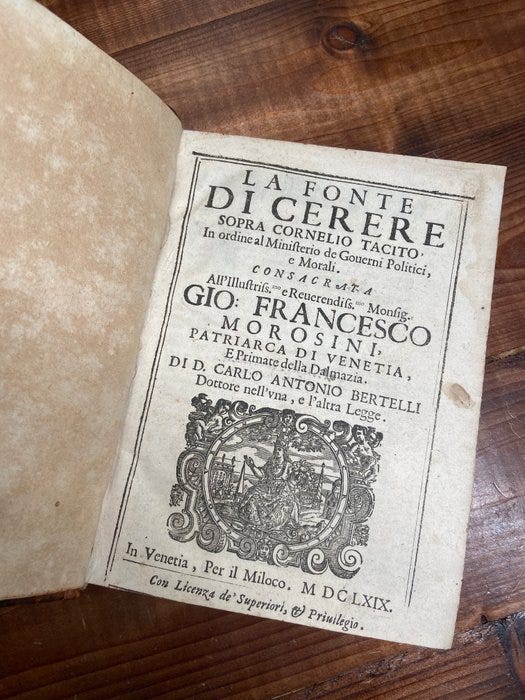 LA FONTE
DI CERERE
SOPRA CORNELIO TACITO,
In ordine al Miniſterio de Gouerni Politici,
e Morali.
CONSACRATA
All'Illuſtriſs.mo e Reuerendiſs.mo Monſig.
GIO: FRANCESCO
MOROSINI,
PATRIARCA DI VENETIA,
E Primate della Dalmazia.
DI D. CARLO ANTONIO BERTELLI
Dottore nell'vna, e l'altra Legge.
In Venetia, Per il Miloco. M DC LXIX.
Con Licenza de' Superiori, & Priuilegio.